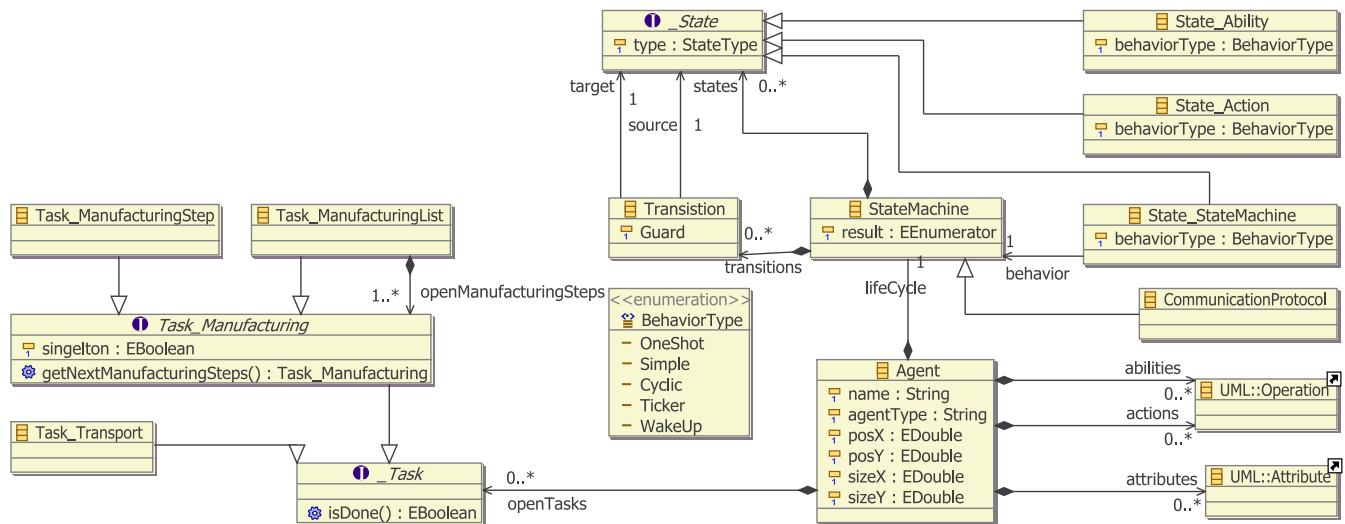 _State
type : StateType
State_Ability
behaviorType : BehaviorType
State_Action
behaviorType : BehaviorType
target
1
source
1
states
0..*
Task_ManufacturingStep
Task_ManufacturingList
Transistion
Guard
StateMachine
result : EEnumerator
State_StateMachine
behaviorType : BehaviorType
0..*
transitions
1
behavior
1
lifeCycle
1..*
openManufacturingSteps
<<enumeration>>
BehaviorType
OneShot
Simple
Cyclic
Ticker
WakeUp
CommunicationProtocol
Task_Manufacturing
singelton : EBoolean
getNextManufacturingSteps() : Task_Manufacturing
Agent
name : String
agentType : String
posX : EDouble
posY : EDouble
sizeX : EDouble
sizeY : EDouble
abilities
0..*
actions
0..*
UML::Operation
attributes
0..*
UML::Attribute
Task_Transport
_Task
isDone() : EBoolean
0..*
openTasks